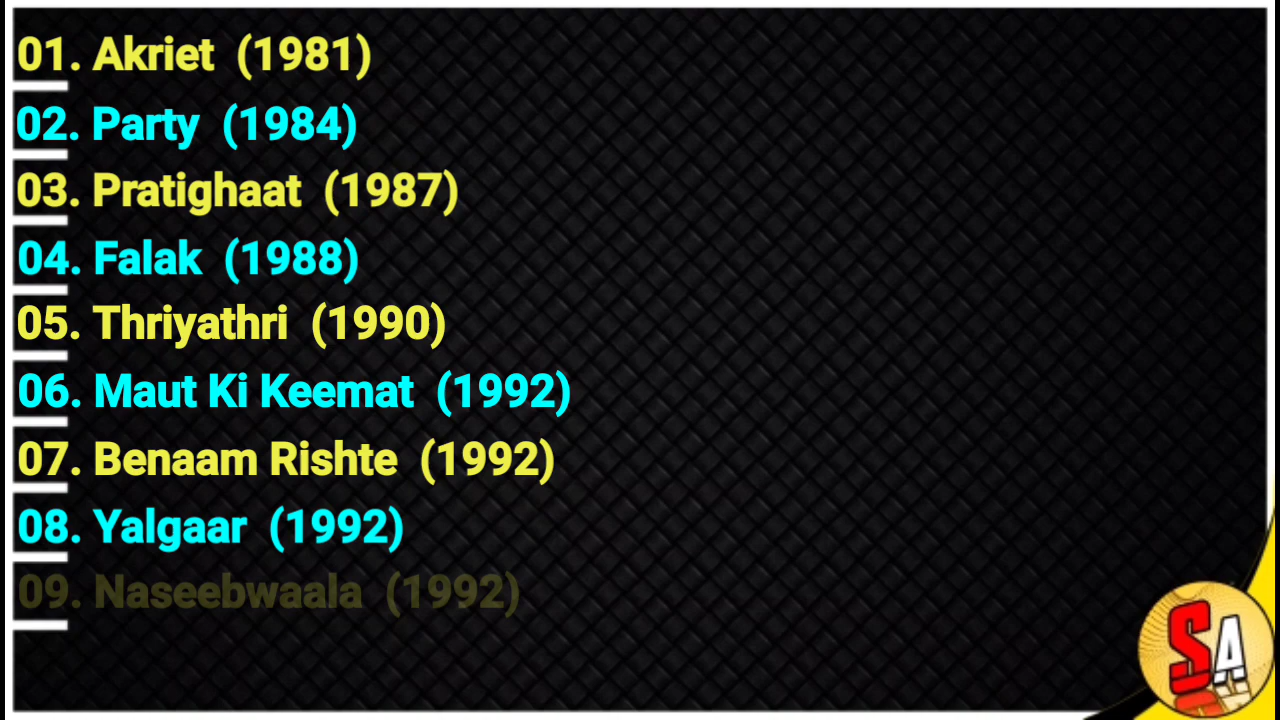 01. Akriet (1981)
02. Party (1984)
03. Pratighaat (1987)
04. Falak (1988)
05. Thriyathri (1990)
06. Maut Ki Keemat (1992)
07. Benaam Rishte (1992)
08. Yalgaar (1992)
09. Naseebwaala (1992)
SA